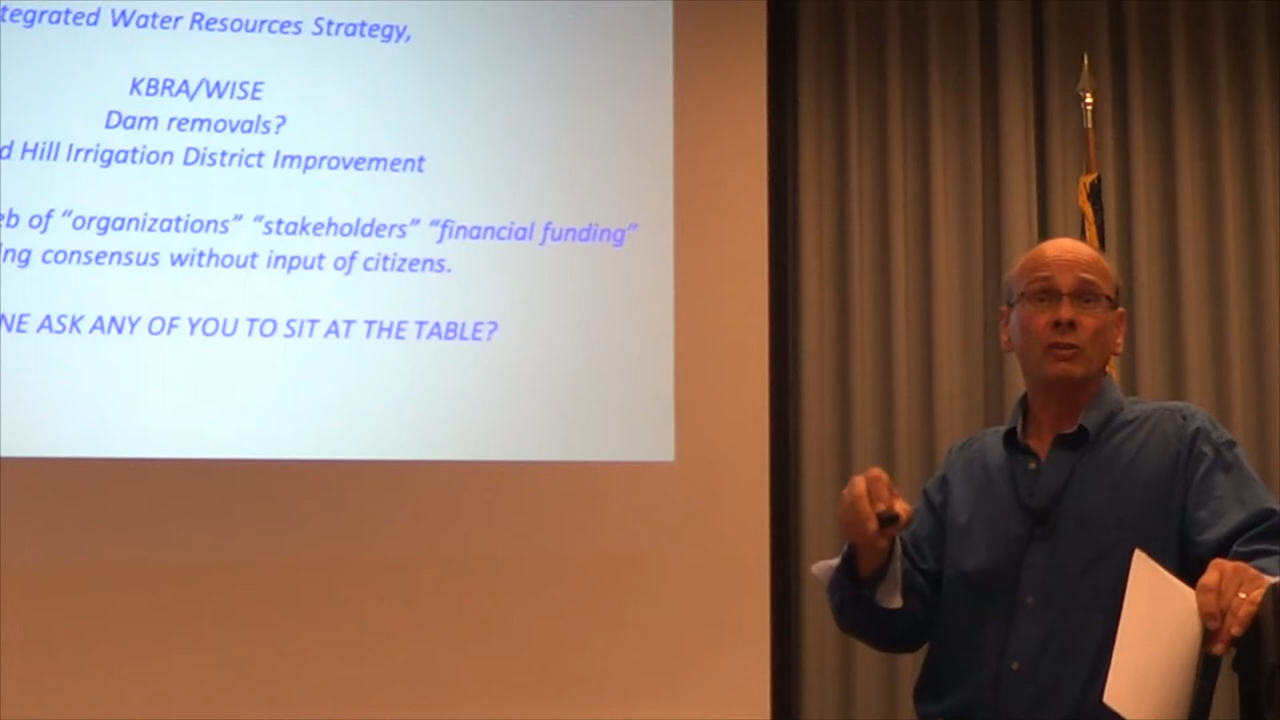 tegrated Water Resources Strategy,
KBRA/WISE
Dam removals?
d Hill Irrigation District Improvement
eb of “organizations” “stakeholders” “financial funding”
ing consensus without input of citizens.
NE ASK ANY OF YOU TO SIT AT THE TABLE?